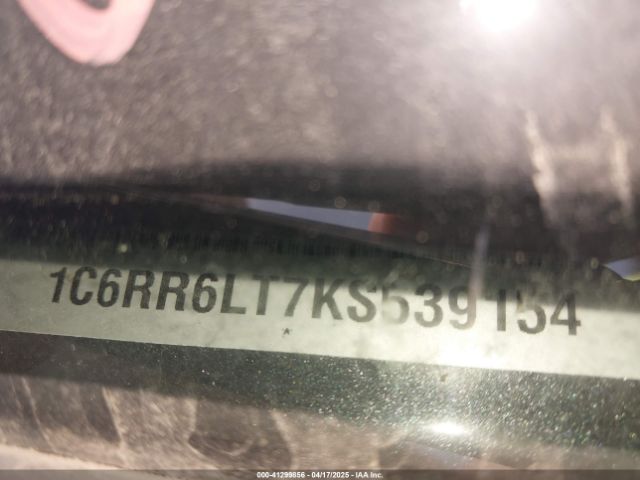 1C6RR6LT7KS539154
*
000-41299856 - 04/17/2025 - IAA Inc.